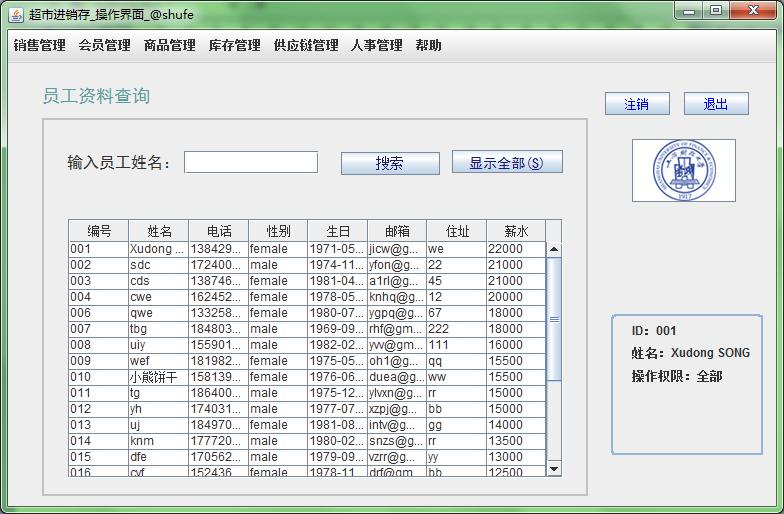 超市进销存_操作界面_@shufe
销售管理 会员管理 商品管理 库存管理 供应链管理 人事管理 帮助
员工资料查询
注销 退出
输入员工姓名： 搜索 显示全部(S)
SHANGHAI UNIVERSITY OF FINANCE & ECONOMICS
1917
编号 姓名 电话 性别 生日 邮箱 住址 薪水
001 Xudong ... 138429... female 1971-05... jicw@g... we 22000
002 sdc 172400... male 1974-11... yfon@g... 22 21000
003 cds 138746... female 1981-04... a1rl@g... 45 21000
004 cwe 162452... female 1978-05... knhq@g... 12 20000
006 qwe 133258... female 1980-07... ygpq@g... 67 18000
007 tbg 184803... male 1969-09... rhf@gm... 222 18000
008 uiy 155901... male 1982-02... yvv@gm... 111 16000
009 wef 181982... female 1975-05... oh1@g... qq 15500
010 小熊饼干 158139... female 1976-06... duea@g... ww 15500
011 tg 186400... male 1975-12... ylvxn@g... rr 15000
012 yh 174031... male 1977-07... xzpj@g... bb 15000
013 uj 184970... female 1981-08... intv@g... gg 14000
014 knm 177720... male 1980-02... snzs@g... rr 13500
015 dfe 170562... male 1979-09... vzrr@g... yy 13000
016 cvf 152436 female 1978-11 drf@gm bb 12500
ID：001
姓名：Xudong SONG
操作权限：全部